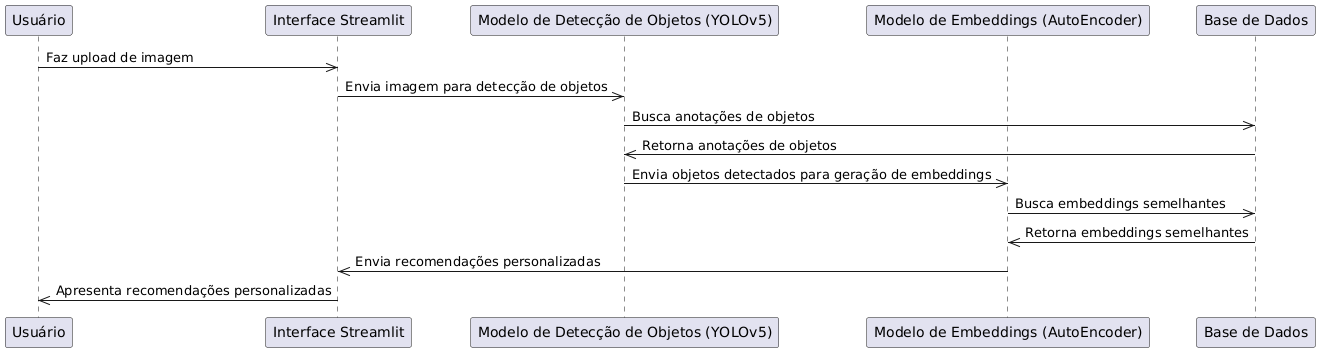 Usuário
Interface Streamlit
Modelo de Detecção de Objetos (YOLOv5)
Modelo de Embeddings (AutoEncoder)
Base de Dados
Faz upload de imagem
Envia imagem para detecção de objetos
Busca anotações de objetos
Retorna anotações de objetos
Envia objetos detectados para geração de embeddings
Busca embeddings semelhantes
Retorna embeddings semelhantes
Envia recomendações personalizadas
Apresenta recomendações personalizadas
Usuário
Interface Streamlit
Modelo de Detecção de Objetos (YOLOv5)
Modelo de Embeddings (AutoEncoder)
Base de Dados